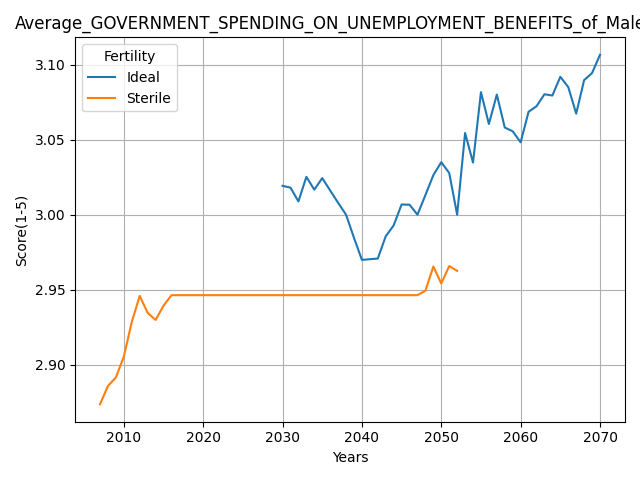 Average_GOVERNMENT_SPENDING_ON_UNEMPLOYMENT_BENEFITS_of_Male
Fertility
Ideal
Sterile
3.10
3.05
3.00
2.95
2.90
Score(1-5)
2010 2020 2030 2040 2050 2060 2070
Years